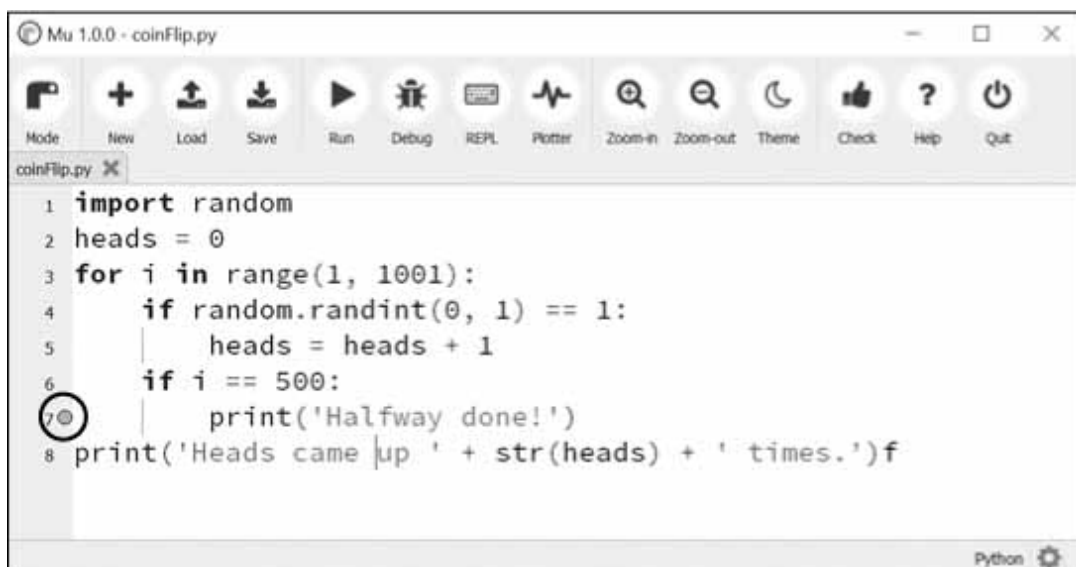 Mu 1.0.0 - coinFlip.py
Mode New Load Save Run Debug REPL Plotter Zoom-in Zoom-out Theme Check Help Quit
coinFlip.py
1 import random
2 heads = 0
3 for i in range(1, 1001):
4 if random.randint(0, 1) == 1:
5 heads = heads + 1
6 if i == 500:
7 print('Halfway done!')
8 print('Heads came up ' + str(heads) + ' times.')f
Python